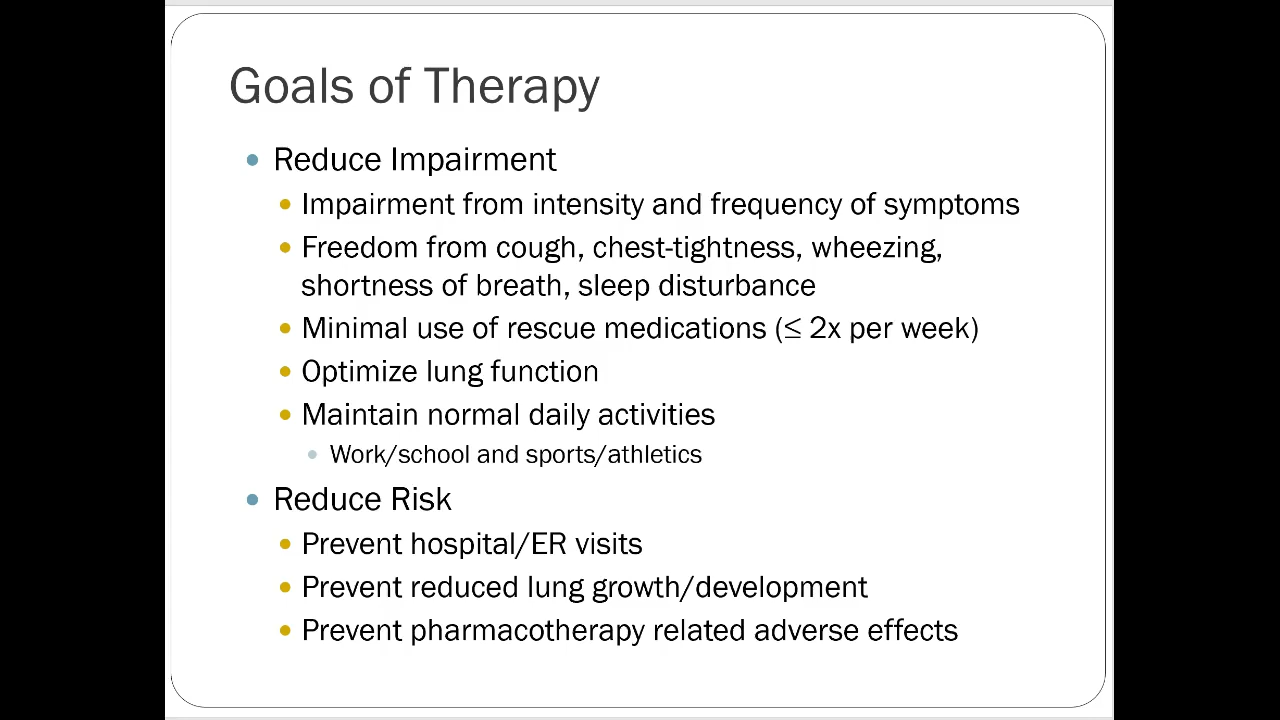 Goals of Therapy
Reduce Impairment
Impairment from intensity and frequency of symptoms
Freedom from cough, chest-tightness, wheezing,
shortness of breath, sleep disturbance
Minimal use of rescue medications (≤ 2x per week)
Optimize lung function
Maintain normal daily activities
Work/school and sports/athletics
Reduce Risk
Prevent hospital/ER visits
Prevent reduced lung growth/development
Prevent pharmacotherapy related adverse effects